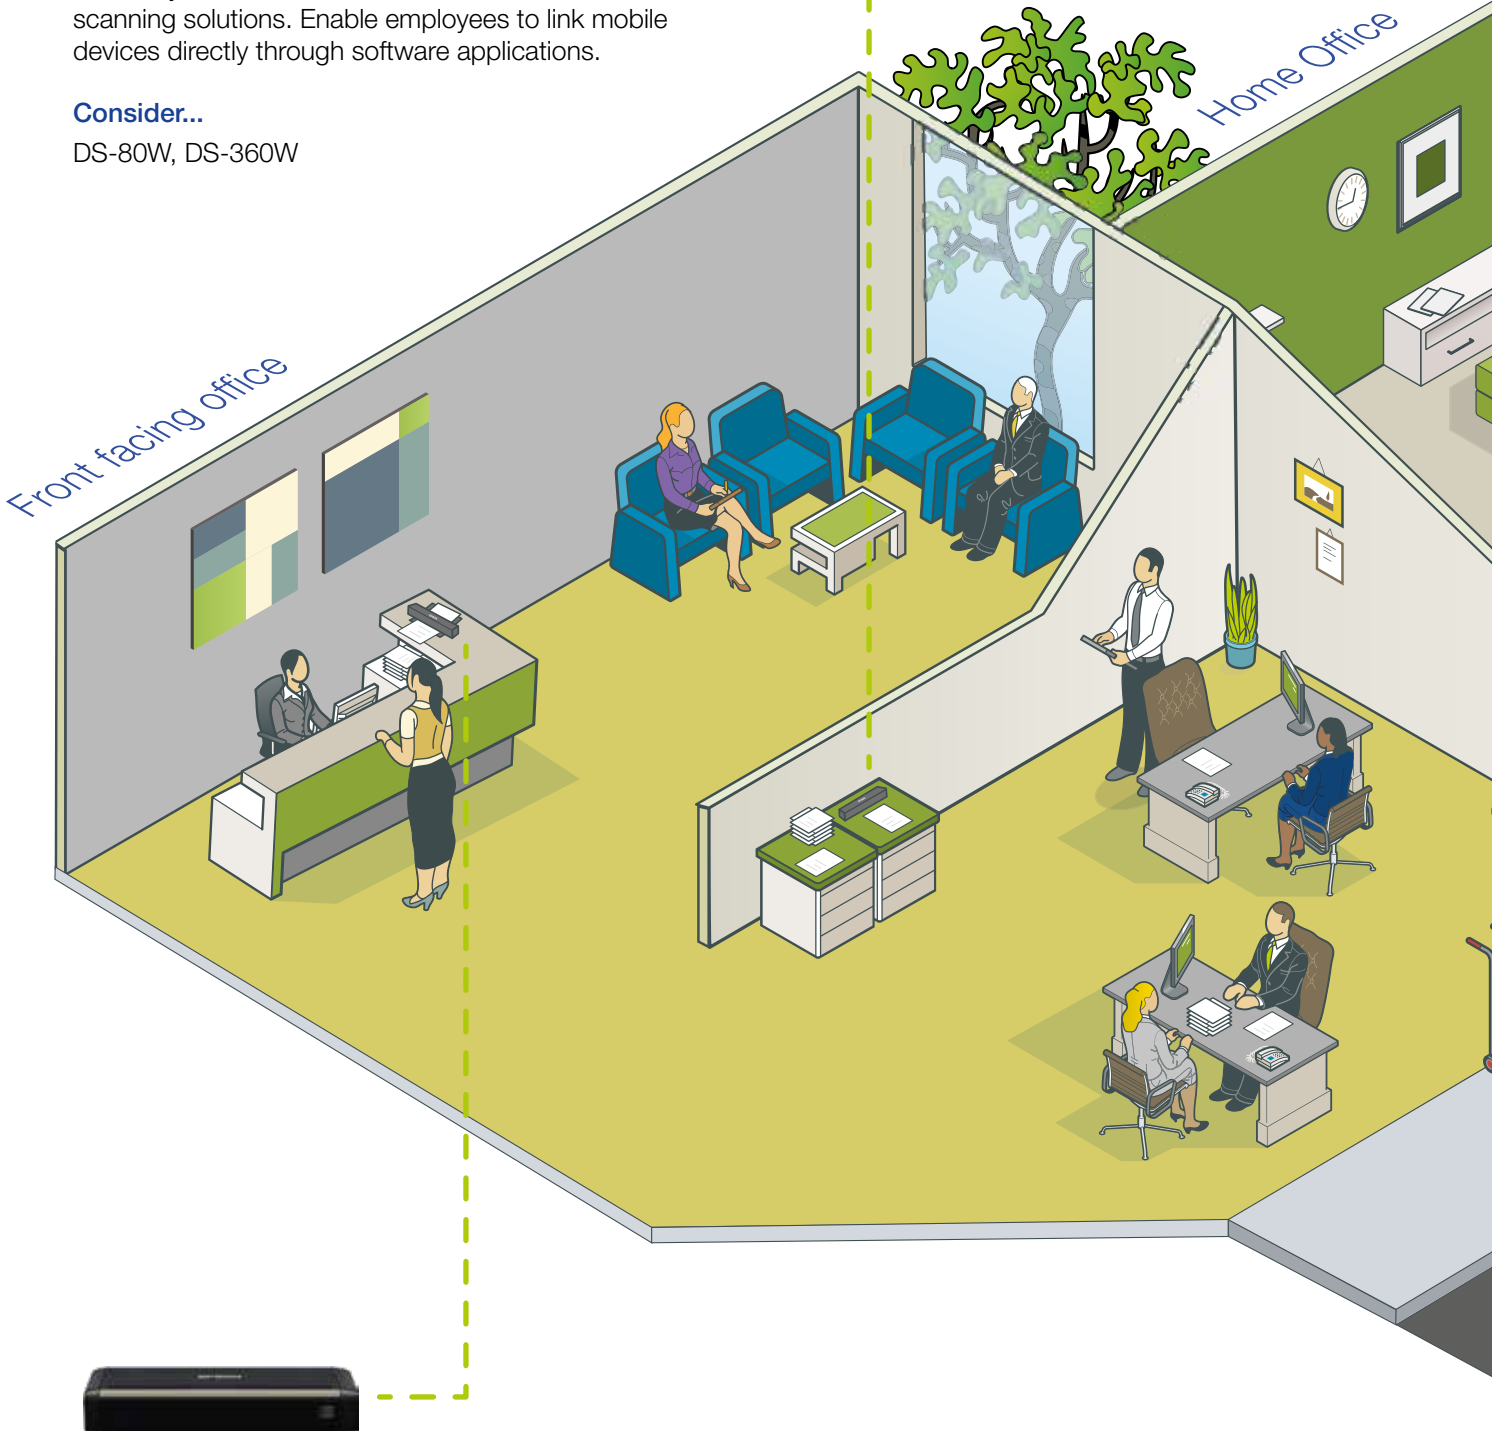 scanning solutions. Enable employees to link mobile
devices directly through software applications.
Consider...
DS-80W, DS-360W
Home Office
Front facing office